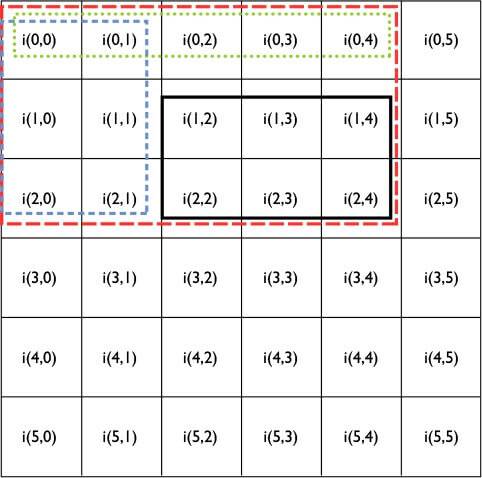 i(0,0) i(0,1) i(0,2) i(0,3) i(0,4) i(0,5)
i(1,0) i(1,1) i(1,2) i(1,3) i(1,4) i(1,5)
i(2,0) i(2,1) i(2,2) i(2,3) i(2,4) i(2,5)
i(3,0) i(3,1) i(3,2) i(3,3) i(3,4) i(3,5)
i(4,0) i(4,1) i(4,2) i(4,3) i(4,4) i(4,5)
i(5,0) i(5,1) i(5,2) i(5,3) i(5,4) i(5,5)